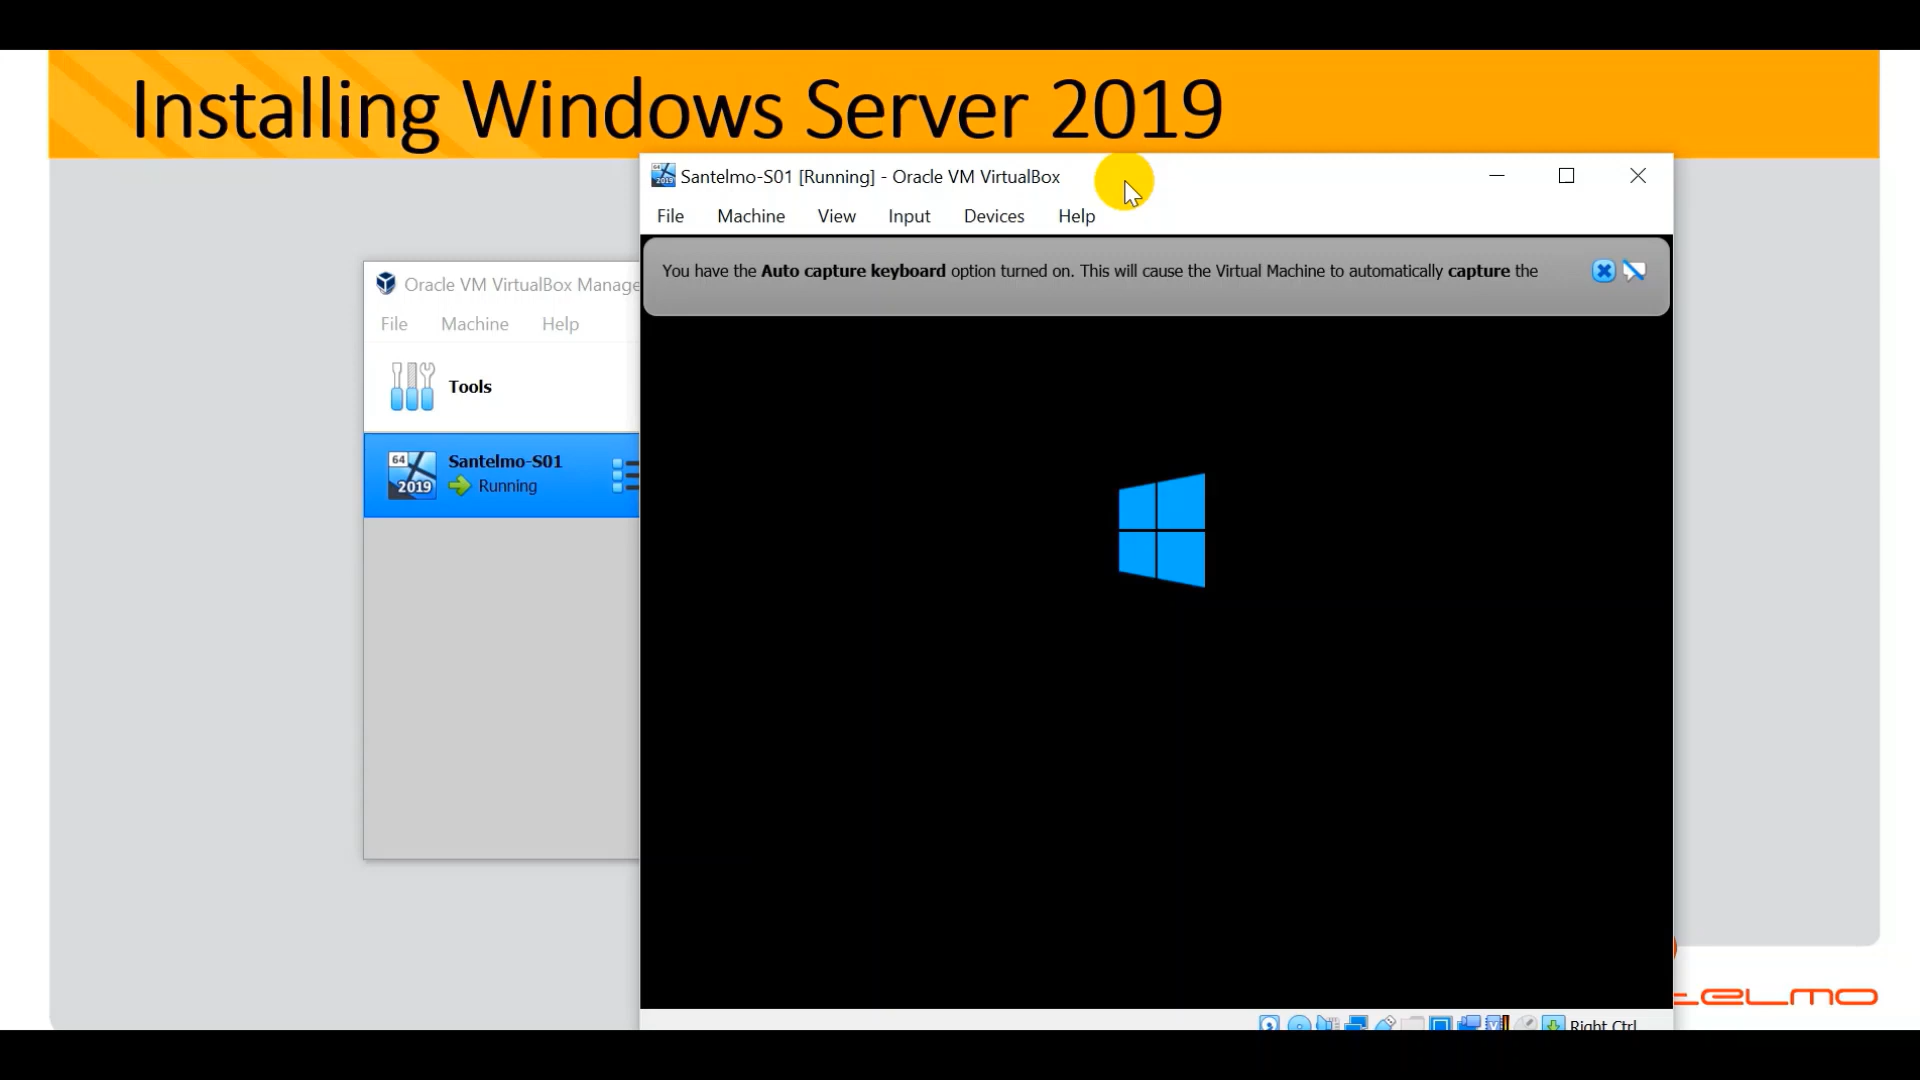 Installing Windows Server 2019
Santelmo-S01 [Running] - Oracle VM VirtualBox
File Machine View Input Devices Help
You have the Auto capture keyboard option turned on. This will cause the Virtual Machine to automatically capture the
Oracle VM VirtualBox Manage
File Machine Help
Tools
64
2019
Santelmo-S01
Running
telmo
Right Ctrl